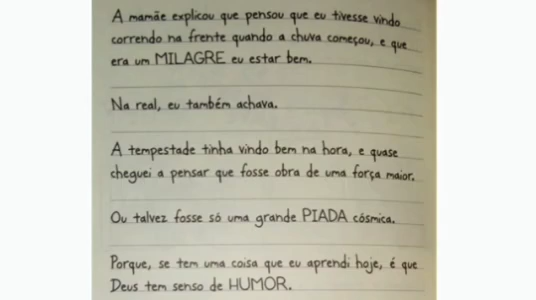 A mamãe explicou que pensou que eu tivesse vindo
correndo na frente quando a chuva começou, e que
era um MILAGRE eu estar bem.
Na real, eu também achava.
A tempestade tinha vindo bem na hora, e quase
cheguei a pensar que fosse obra de uma força maior.
Ou talvez fosse só uma grande PIADA cósmica.
Porque, se tem uma coisa que eu aprendi hoje, é que
Deus tem senso de HUMOR.